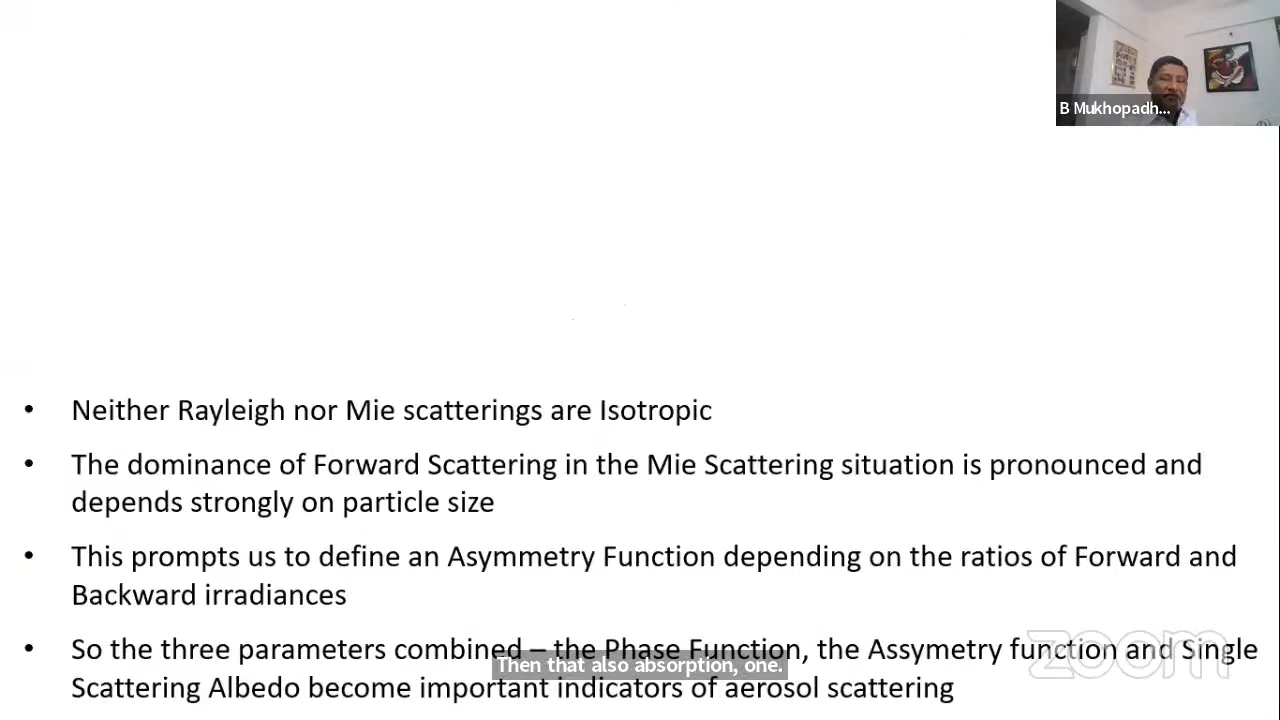 B Mukhopadh...
• Neither Rayleigh nor Mie scatterings are Isotropic
• The dominance of Forward Scattering in the Mie Scattering situation is pronounced and
depends strongly on particle size
• This prompts us to define an Asymmetry Function depending on the ratios of Forward and
Backward irradiances
• So the three parameters combined – the Phase Function, the Assymetry function and Single
Scattering Albedo become important indicators of aerosol scattering
Then that also absorption, one.
zoom